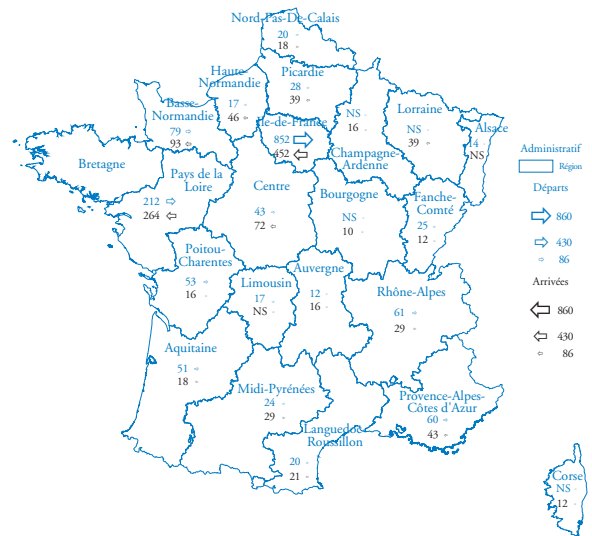 Nord-Pas-De-Calais
20
18
Haute-
Normandie
17
46
Picardie
28
39
Basse-
Normandie
79
93
Île-de-France
852
452
NS
16
Champagne-
Ardenne
Lorraine
NS
39
Alsace
14
NS
Bretagne
Pays de la
Loire
212
264
Centre
43
72
Bourgogne
NS
10
Fanche-
Comté
25
12
Poitou-
Charentes
53
16
Limousin
17
NS
Auvergne
12
16
Rhône-Alpes
61
29
Aquitaine
51
18
Midi-Pyrénées
24
29
Languedoc-
Roussillon
20
21
Provence-Alpes-
Côtes d'Azur
60
43
Corse
NS
12
Administratif
Région
Départs
860
430
86
Arrivées
860
430
86